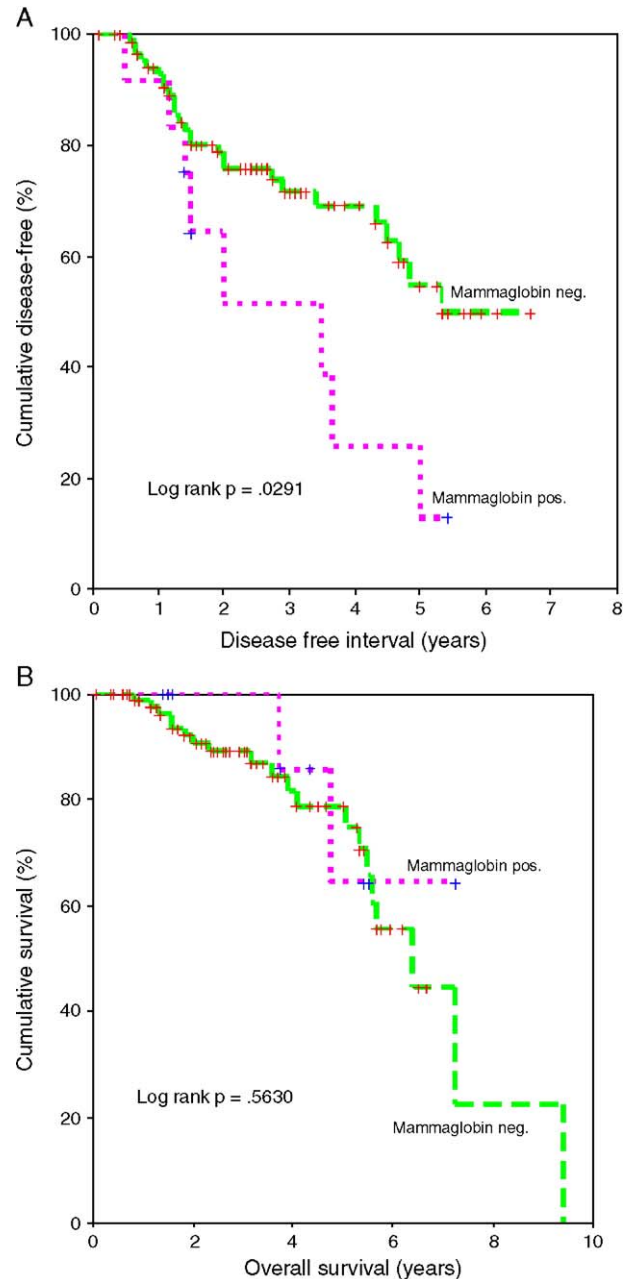 A
100
80
60
40
20
0
Cumulative disease-free (%)
Mammaglobin neg.
Log rank p = .0291
Mammaglobin pos.
0 1 2 3 4 5 6 7 8
Disease free interval (years)
B
100
80
60
40
20
0
Cumulative survival (%)
Mammaglobin pos.
Log rank p = .5630
Mammaglobin neg.
0 2 4 6 8 10
Overall survival (years)